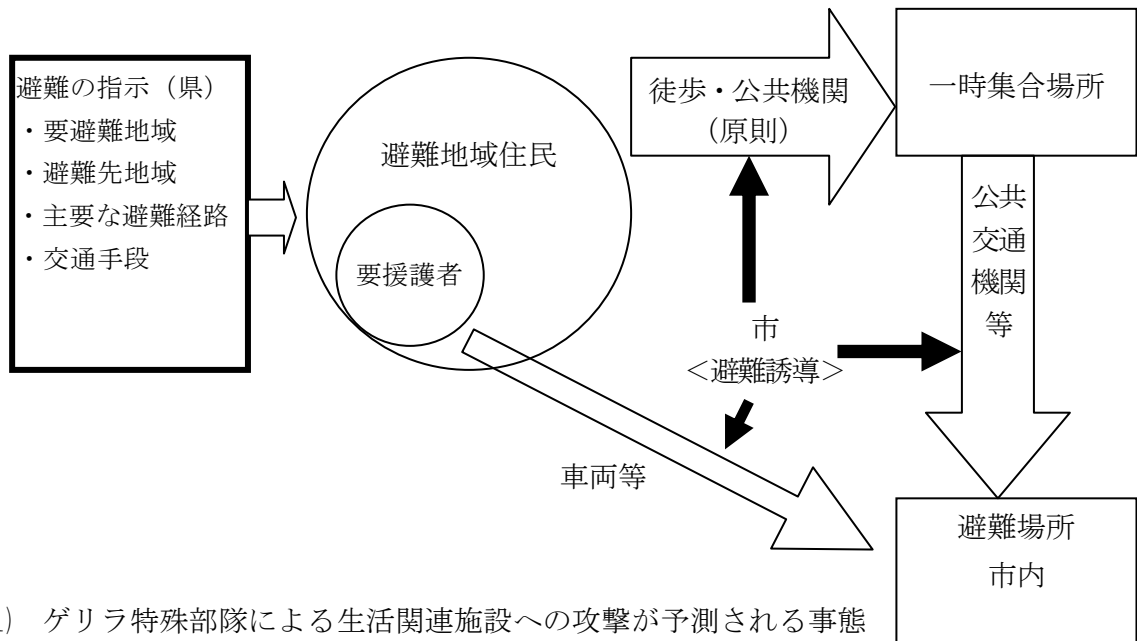 避難の指示（県）
・要避難地域
・避難先地域
・主要な避難経路
・交通手段
避難地域住民
要援護者
徒歩・公共機関
（原則）
一時集合場所
公共
交通
機関
等
市
＜避難誘導＞
車両等
避難場所
市内
） ゲリラ特殊部隊による生活関連施設への攻撃が予測される事態